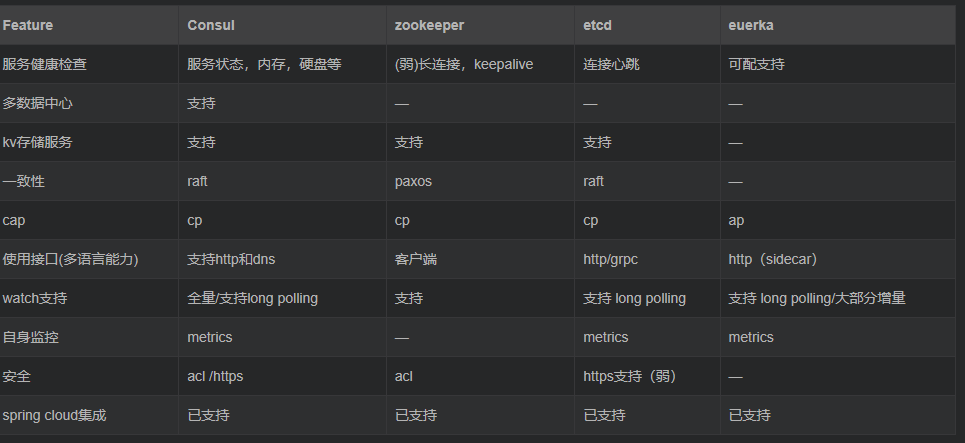 Feature Consul zookeeper etcd euerka
服务健康检查 服务状态，内存，硬盘等 (弱)长连接，keepalive 连接心跳 可配支持
多数据中心 支持 — — —
kv存储服务 支持 支持 支持 —
一致性 raft paxos raft —
cap cp cp cp ap
使用接口(多语言能力) 支持http和dns 客户端 http/grpc http（sidecar）
watch支持 全量/支持long polling 支持 支持 long polling 支持 long polling/大部分增量
自身监控 metrics — metrics metrics
安全 acl /https acl https支持（弱） —
spring cloud集成 已支持 已支持 已支持 已支持